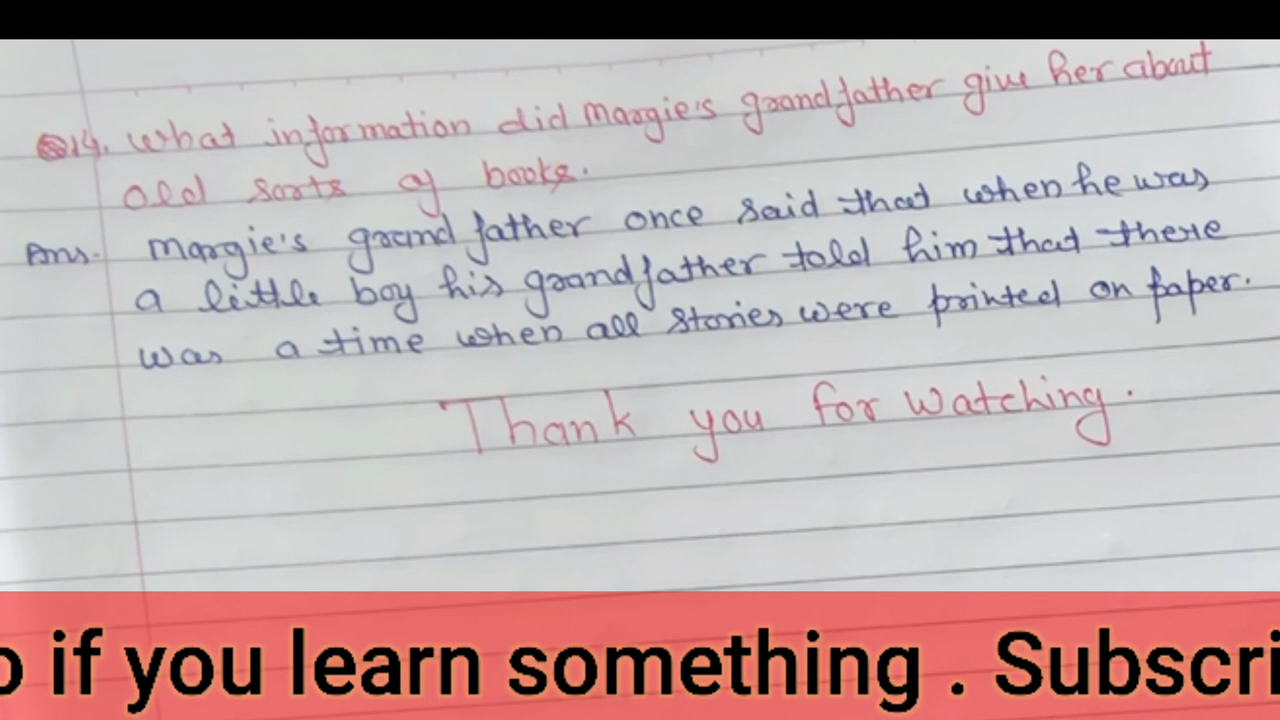 Q14. What information did Margie's grandfather give her about
old sorts of books.
Ans. Margie's grandfather once said that when he was
a little boy his grandfather told him that there
was a time when all stories were printed on paper.
Thank you for watching.
o if you learn something . Subscri